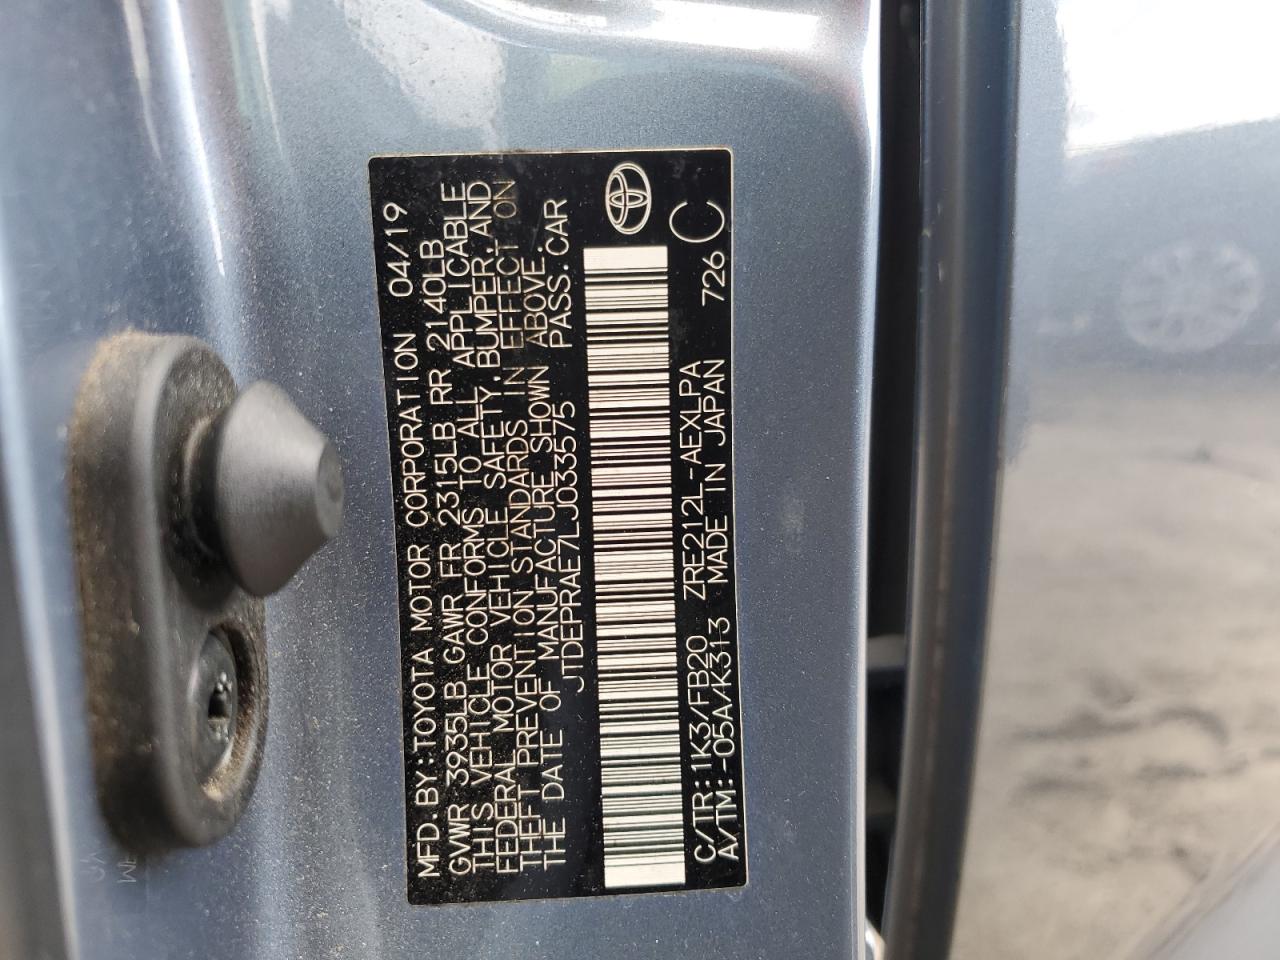 MFD.BY:TOYOTA MOTOR CORPORATION 04/19
GVWR 3935LB GAWR FR 2315LB RR 2140LB
THIS VEHICLE CONFORMS TO ALL APPLICABLE
FEDERAL MOTOR VEHICLE SAFETY,BUMPER,AND
THEFT PREVENTION STANDARDS IN EFFECT ON
THE DATE OF MANUFACTURE SHOWN ABOVE.
JTDEPRAE7LJ033575 PASS.CAR
C/TR:1K3/FB20 ZRE212L-AEXLPA 726 C
A/TM:-05A/K313 MADE IN JAPAN